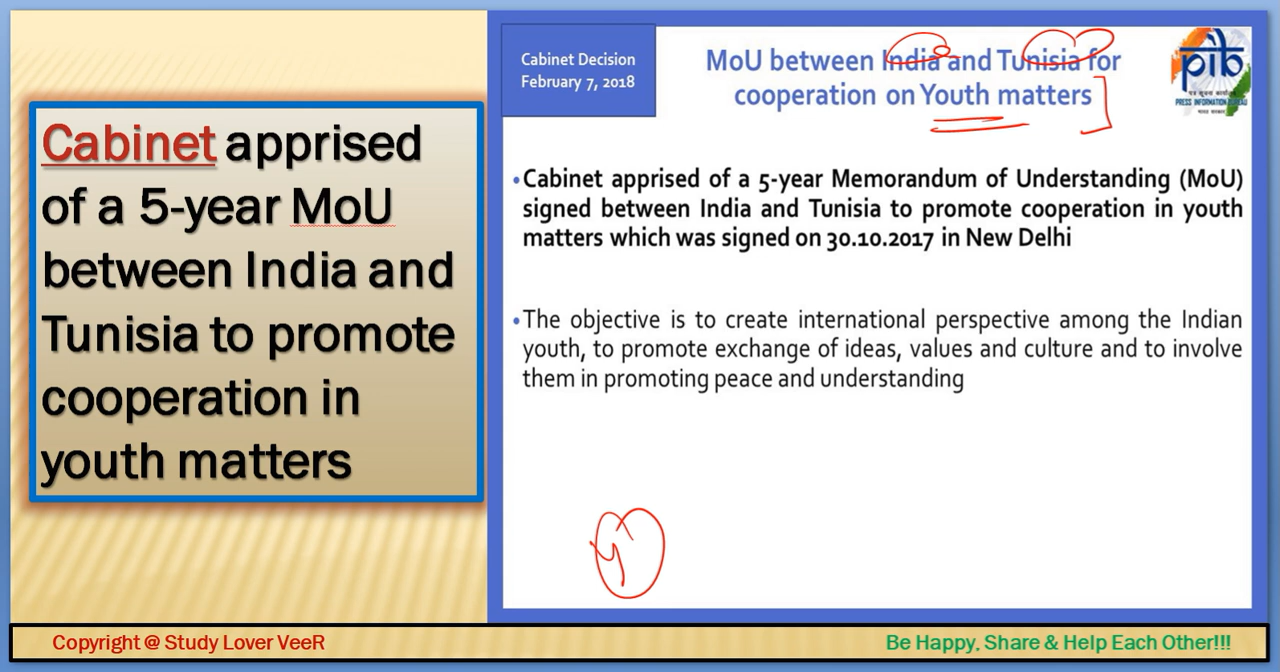 Cabinet apprised
of a 5-year MoU
between India and
Tunisia to promote
cooperation in
youth matters
Cabinet Decision
February 7, 2018
MoU between India and Tunisia for
cooperation on Youth matters
pib
पत्र सूचना कार्यालय
PRESS INFORMATION BUREAU
भारत सरकार
•Cabinet apprised of a 5-year Memorandum of Understanding (MoU)
signed between India and Tunisia to promote cooperation in youth
matters which was signed on 30.10.2017 in New Delhi
•The objective is to create international perspective among the Indian
youth, to promote exchange of ideas, values and culture and to involve
them in promoting peace and understanding
Copyright @ Study Lover VeeR
Be Happy, Share & Help Each Other!!!